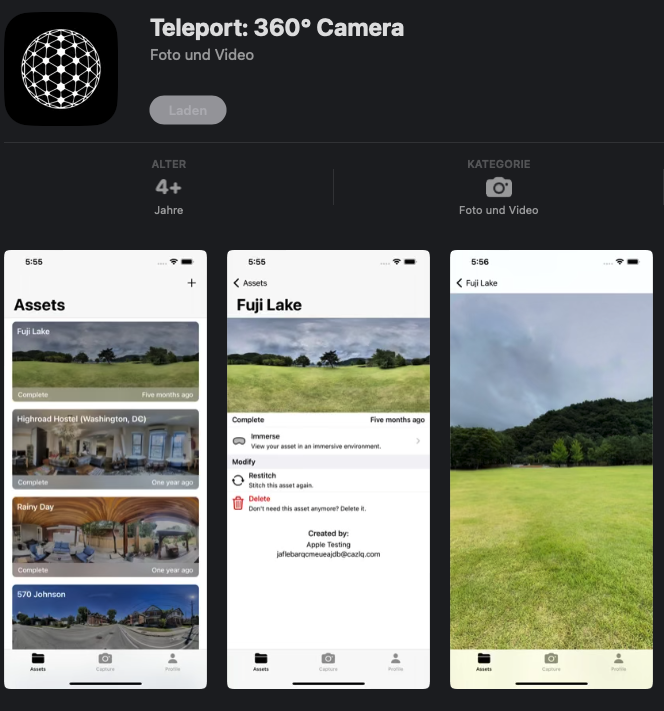 Teleport: 360° Camera
Foto und Video
Laden
ALTER
4+
Jahre
KATEGORIE
Foto und Video
5:55
Assets
Fuji Lake
Complete
Five months ago
Highroad Hostel (Washington, DC)
Complete
One year ago
Rainy Day
Complete
One year ago
570 Johnson
Assets
Capture
Profile
5:55
Assets
Fuji Lake
Complete
Five months ago
Immerse
View your asset in an immersive environment.
Modify
Restitch
Stitch this asset again.
Delete
Don't need this asset anymore? Delete it.
Created by:
Apple Testing
jaflebarqcmeueajdb@cazlq.com
Assets
Capture
Profile
5:56
Fuji Lake
Assets
Capture
Profile